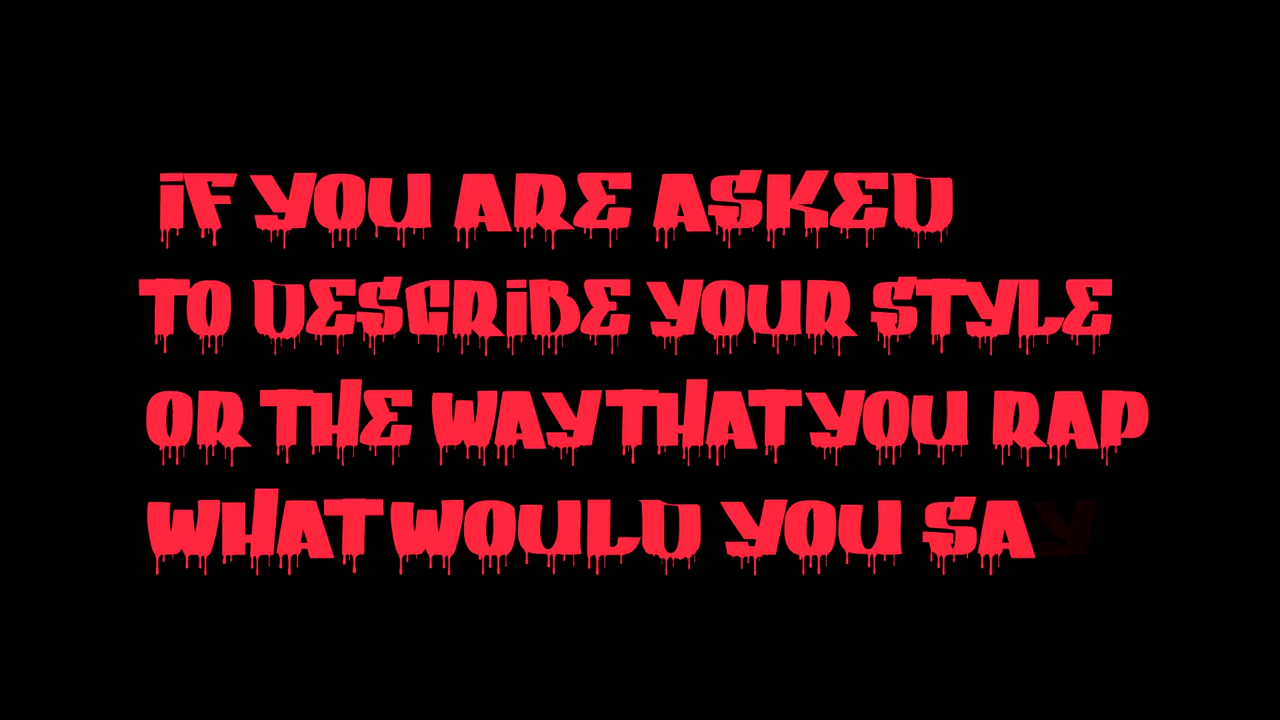 IF YOU ARE ASKED
TO DESCRIBE YOUR STYLE
OR THE WAY THAT YOU RAP
WHAT WOULD YOU SAY